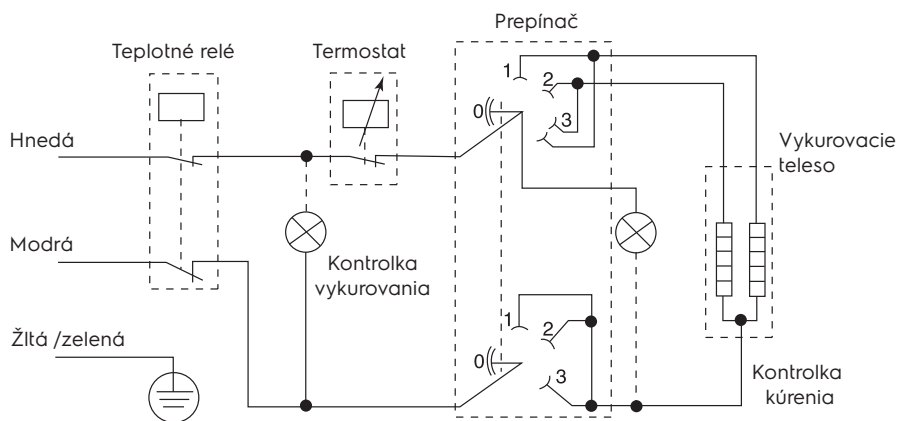 Prepínač
Teplotné relé
Termostat
1
2
0
3
Hnedá
Vykurovacie
teleso
Modrá
Kontrolka
vykurovania
1
2
0
3
Žltá /zelená
Kontrolka
kúrenia